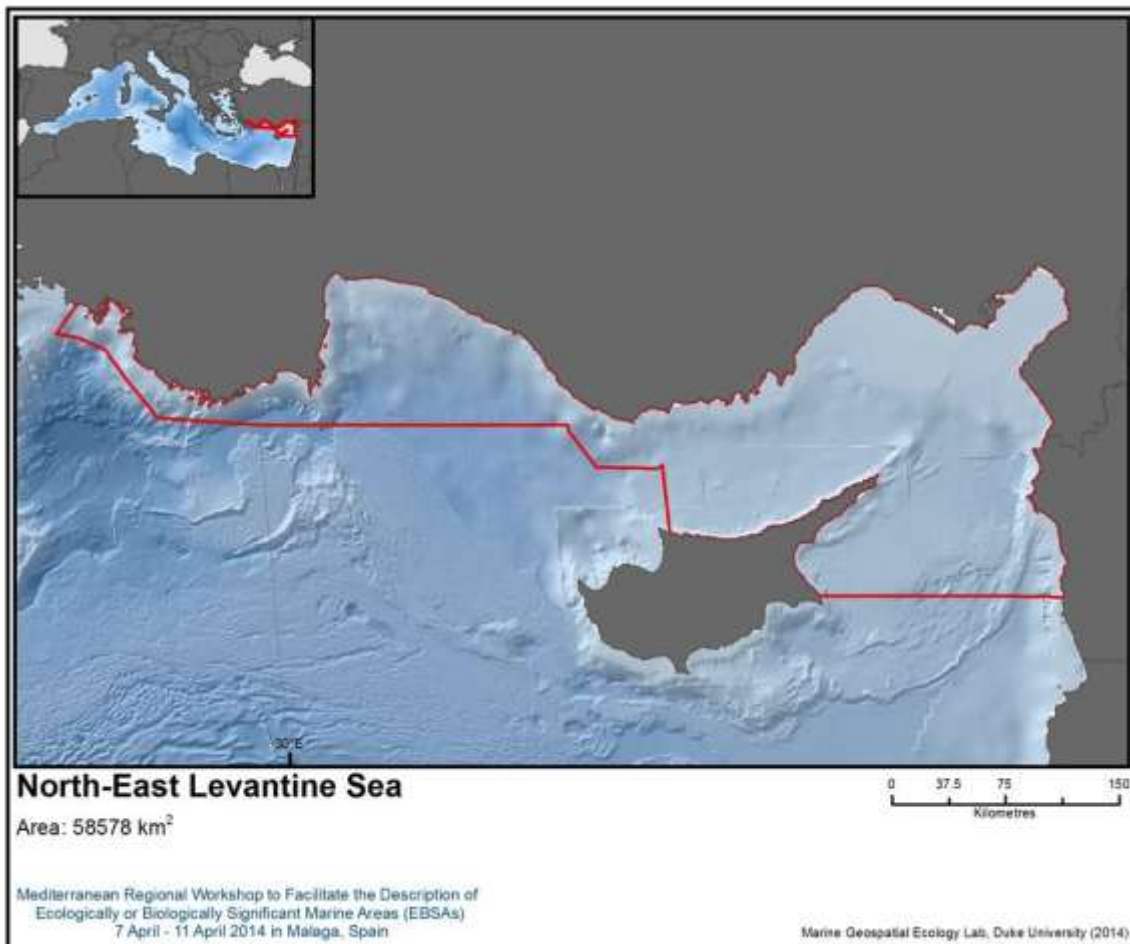 30°E
North-East Levantine Sea
Area: 58578 km²
0 37.5 75 150
Kilometres
Mediterranean Regional Workshop to Facilitate the Description of
Ecologically or Biologically Significant Marine Areas (EBSAs)
7 April - 11 April 2014 in Malaga, Spain
Marine Geospatial Ecology Lab, Duke University (2014)